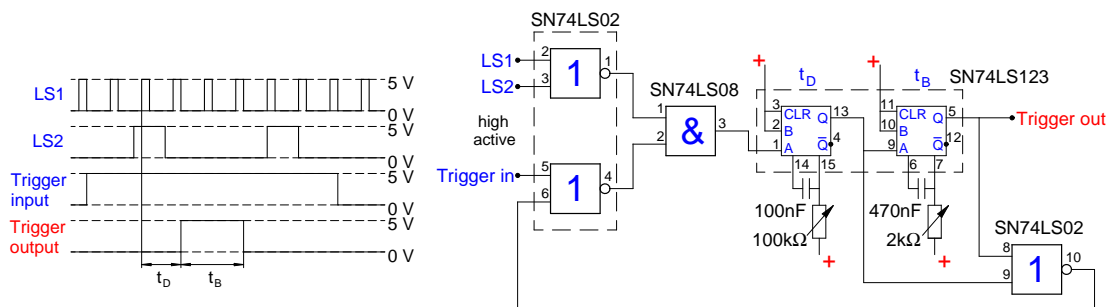 LS1
5 V
0 V
LS2
5 V
0 V
Trigger
input
5 V
0 V
Trigger
output
5 V
0 V
tD
tB
SN74LS02
LS1
2
LS2
3
1
1
high
active
Trigger in
5
6
1
4
SN74LS08
1
2
&
3
tD
3
CLR
Q
13
2
B
1
A
Q
4
14
15
100nF
100kΩ
tB
SN74LS123
11
CLR
Q
5
10
B
9
A
Q
12
6
7
470nF
2kΩ
Trigger out
SN74LS02
8
9
1
10
+
+
+
+